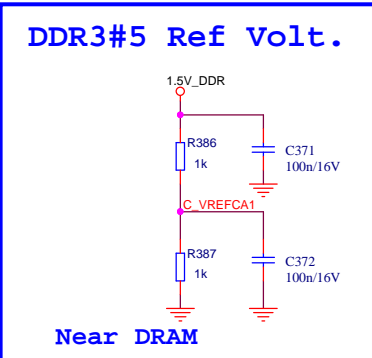 DDR3#5 Ref Volt.
1.5V_DDR
R386
1k
C371
100n/16V
C_VREFCA1
R387
1k
C372
100n/16V
Near DRAM